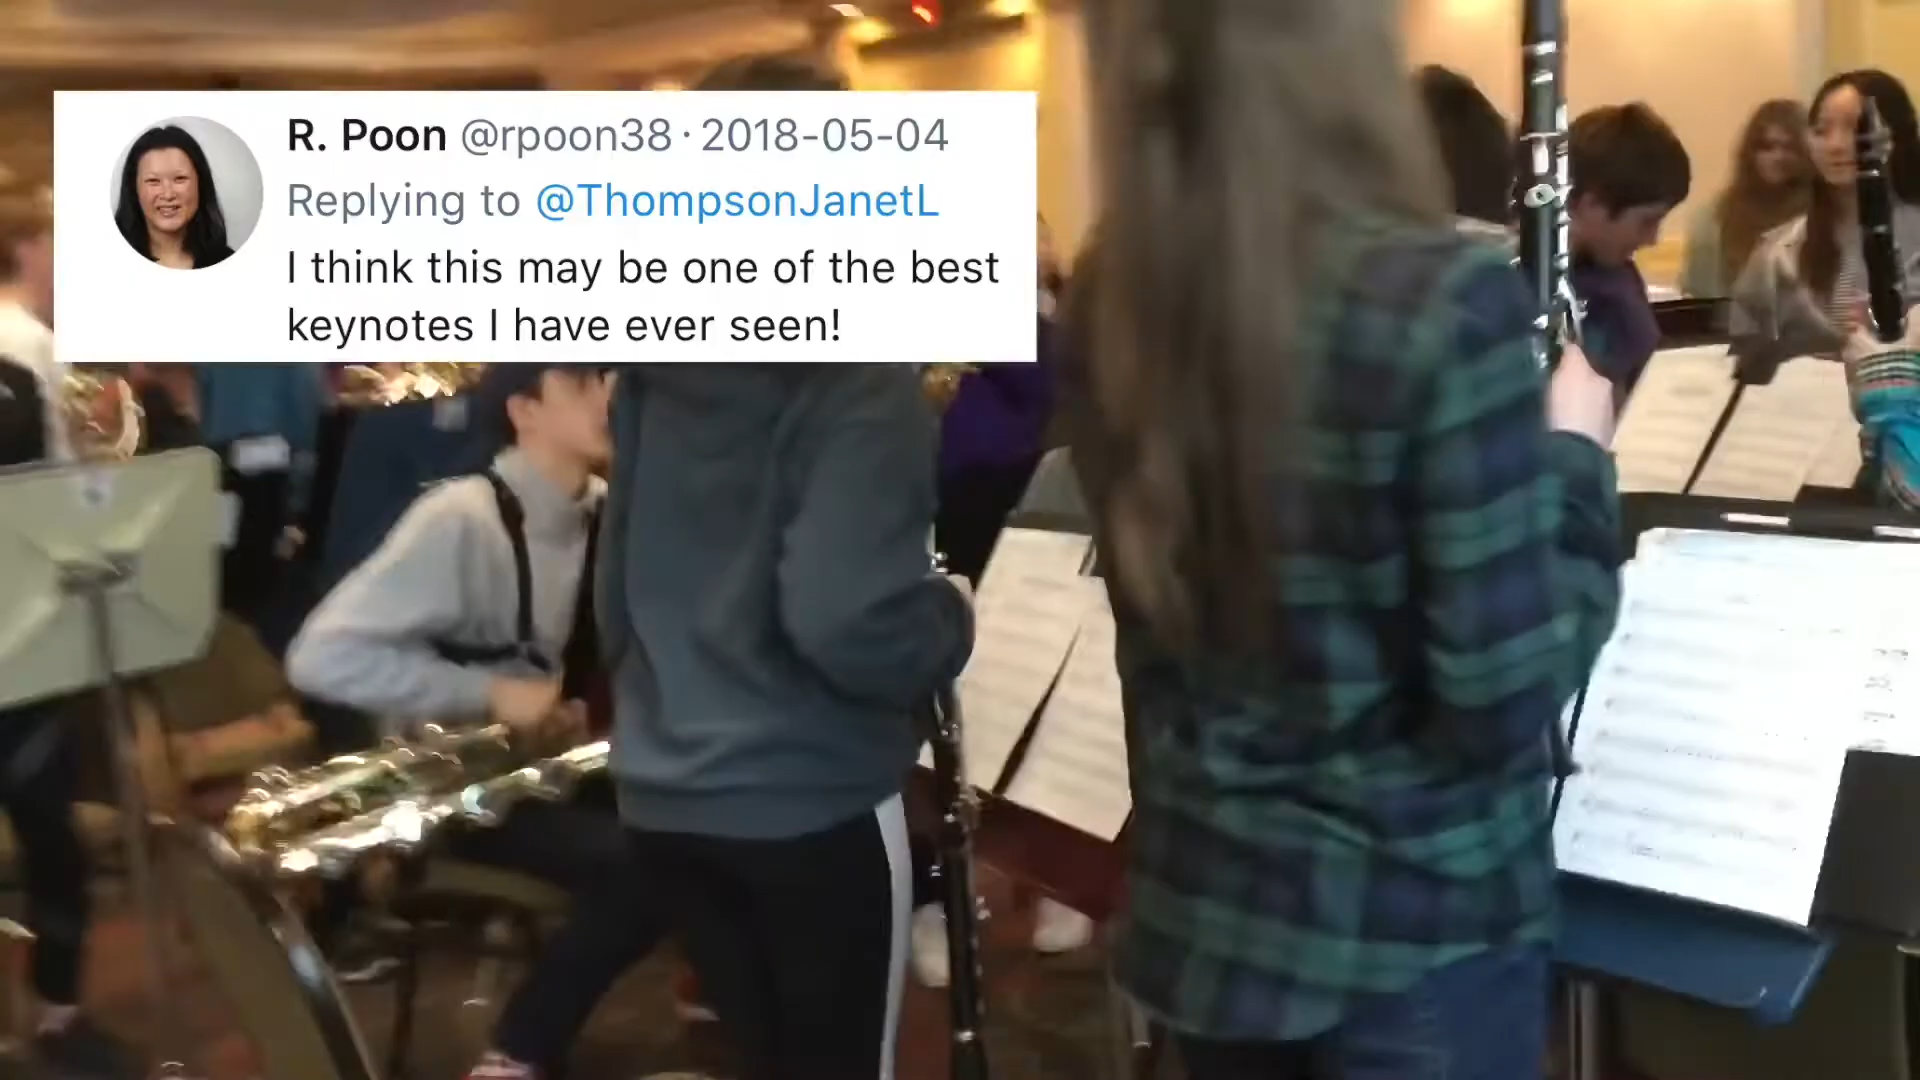 R. Poon @rpoon38 · 2018-05-04
Replying to @ThompsonJanetL
I think this may be one of the best
keynotes I have ever seen!